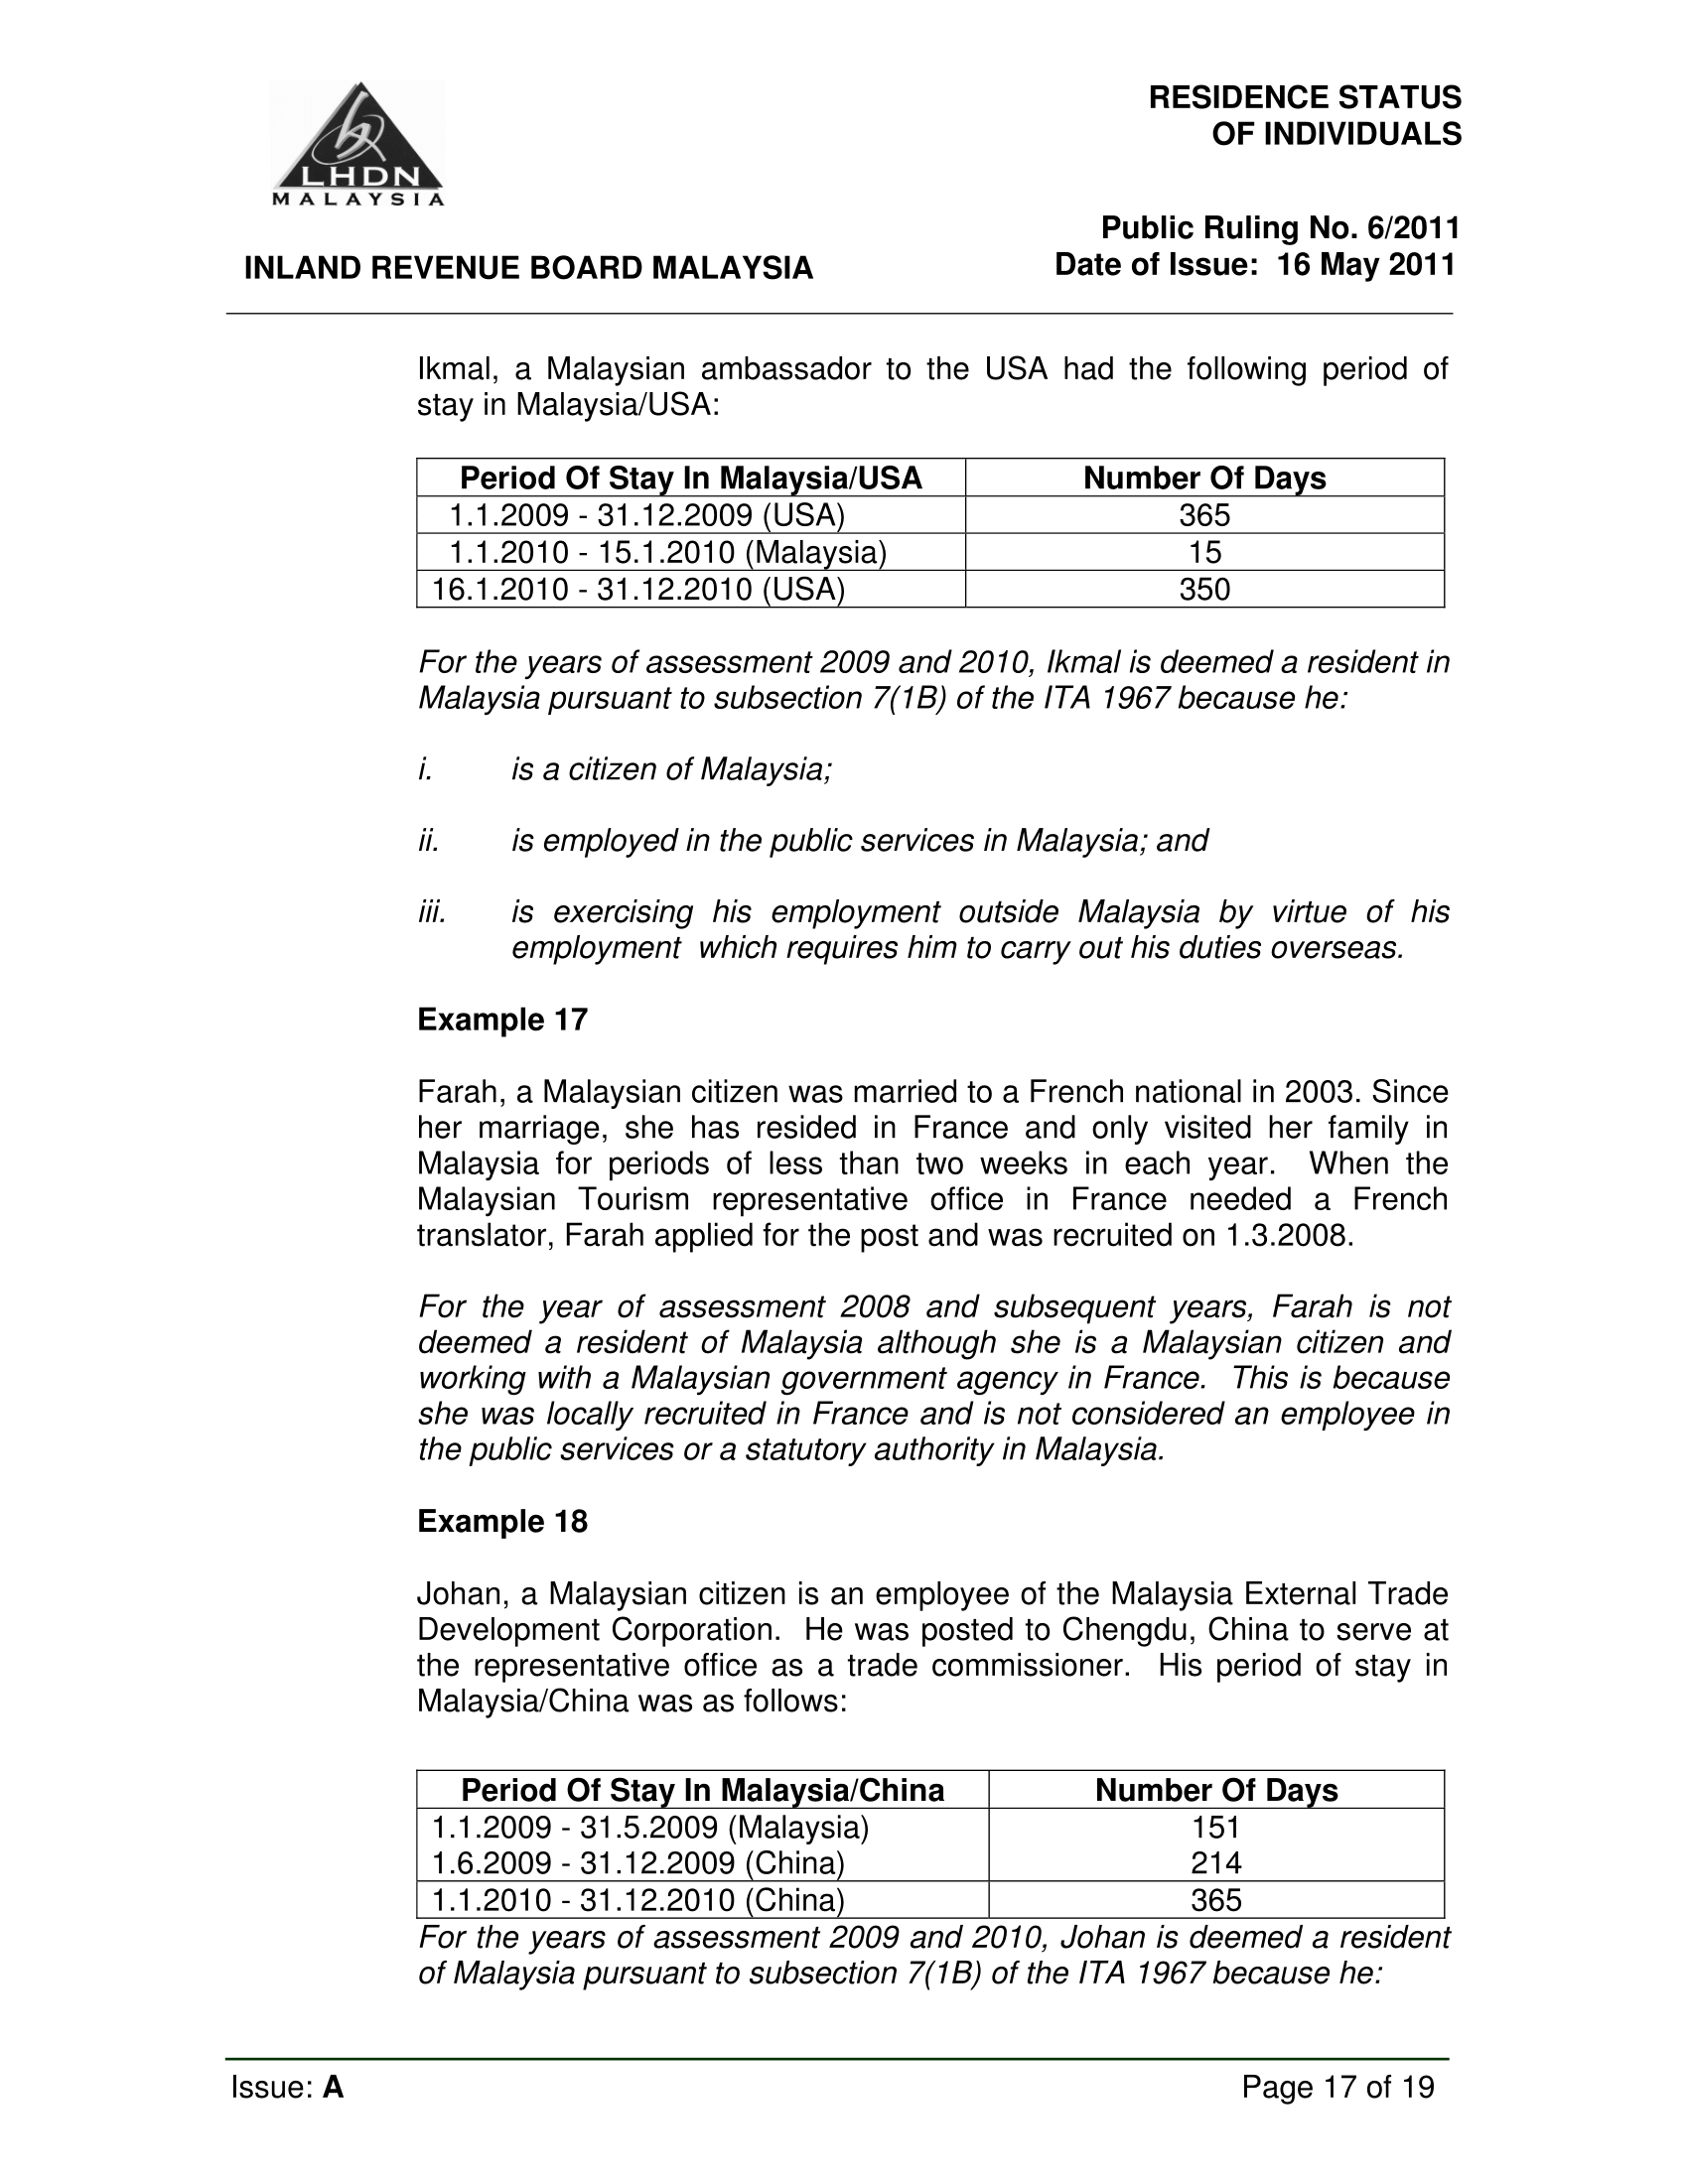 LHDN
MALAYSIA
RESIDENCE STATUS
OF INDIVIDUALS
Public Ruling No. 6/2011
INLAND REVENUE BOARD MALAYSIA
Date of Issue: 16 May 2011
Ikmal, a Malaysian ambassador to the USA had the following period of
stay in Malaysia/USA:
Period Of Stay In Malaysia/USA Number Of Days
1.1.2009 - 31.12.2009 (USA) 365
1.1.2010 - 15.1.2010 (Malaysia) 15
16.1.2010 - 31.12.2010 (USA) 350
For the years of assessment 2009 and 2010, Ikmal is deemed a resident in
Malaysia pursuant to subsection 7(1B) of the ITA 1967 because he:
i. is a citizen of Malaysia;
ii. is employed in the public services in Malaysia; and
iii. is exercising his employment outside Malaysia by virtue of his
employment which requires him to carry out his duties overseas.
Example 17
Farah, a Malaysian citizen was married to a French national in 2003. Since
her marriage, she has resided in France and only visited her family in
Malaysia for periods of less than two weeks in each year. When the
Malaysian Tourism representative office in France needed a French
translator, Farah applied for the post and was recruited on 1.3.2008.
For the year of assessment 2008 and subsequent years, Farah is not
deemed a resident of Malaysia although she is a Malaysian citizen and
working with a Malaysian government agency in France. This is because
she was locally recruited in France and is not considered an employee in
the public services or a statutory authority in Malaysia.
Example 18
Johan, a Malaysian citizen is an employee of the Malaysia External Trade
Development Corporation. He was posted to Chengdu, China to serve at
the representative office as a trade commissioner. His period of stay in
Malaysia/China was as follows:
Period Of Stay In Malaysia/China Number Of Days
1.1.2009 - 31.5.2009 (Malaysia) 151
1.6.2009 - 31.12.2009 (China) 214
1.1.2010 - 31.12.2010 (China) 365
For the years of assessment 2009 and 2010, Johan is deemed a resident
of Malaysia pursuant to subsection 7(1B) of the ITA 1967 because he:
Issue: A Page 17 of 19